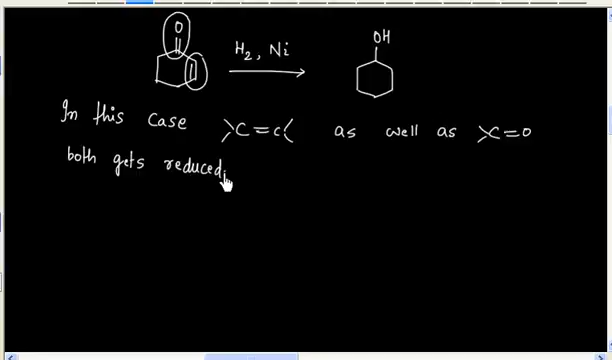 O
H2, Ni
OH
In this case >C=C< as well as >C=O
both gets reduced.